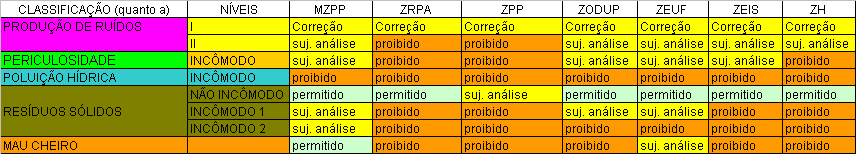 CLASSIFICAÇÃO (quanto a) NÍVEIS MZPP ZRPA ZPP ZODUP ZEUF ZEIS ZH
PRODUÇÃO DE RUÍDOS I Correção Correção Correção Correção Correção Correção Correção
II suj. análise proibido proibido suj. análise suj. análise suj. análise suj. análise
PERICULOSIDADE INCÔMODO suj. análise proibido proibido suj. análise suj. análise suj. análise proibido
POLUIÇÃO HÍDRICA INCÔMODO proibido proibido proibido proibido proibido proibido proibido
RESÍDUOS SÓLIDOS NÃO INCÔMODO permitido permitido suj. análise permitido permitido permitido permitido
INCÔMODO 1 suj. análise proibido proibido suj. análise suj. análise proibido proibido
INCÔMODO 2 suj. análise proibido proibido proibido proibido proibido proibido
MAU CHEIRO permitido proibido proibido proibido suj. análise proibido proibido